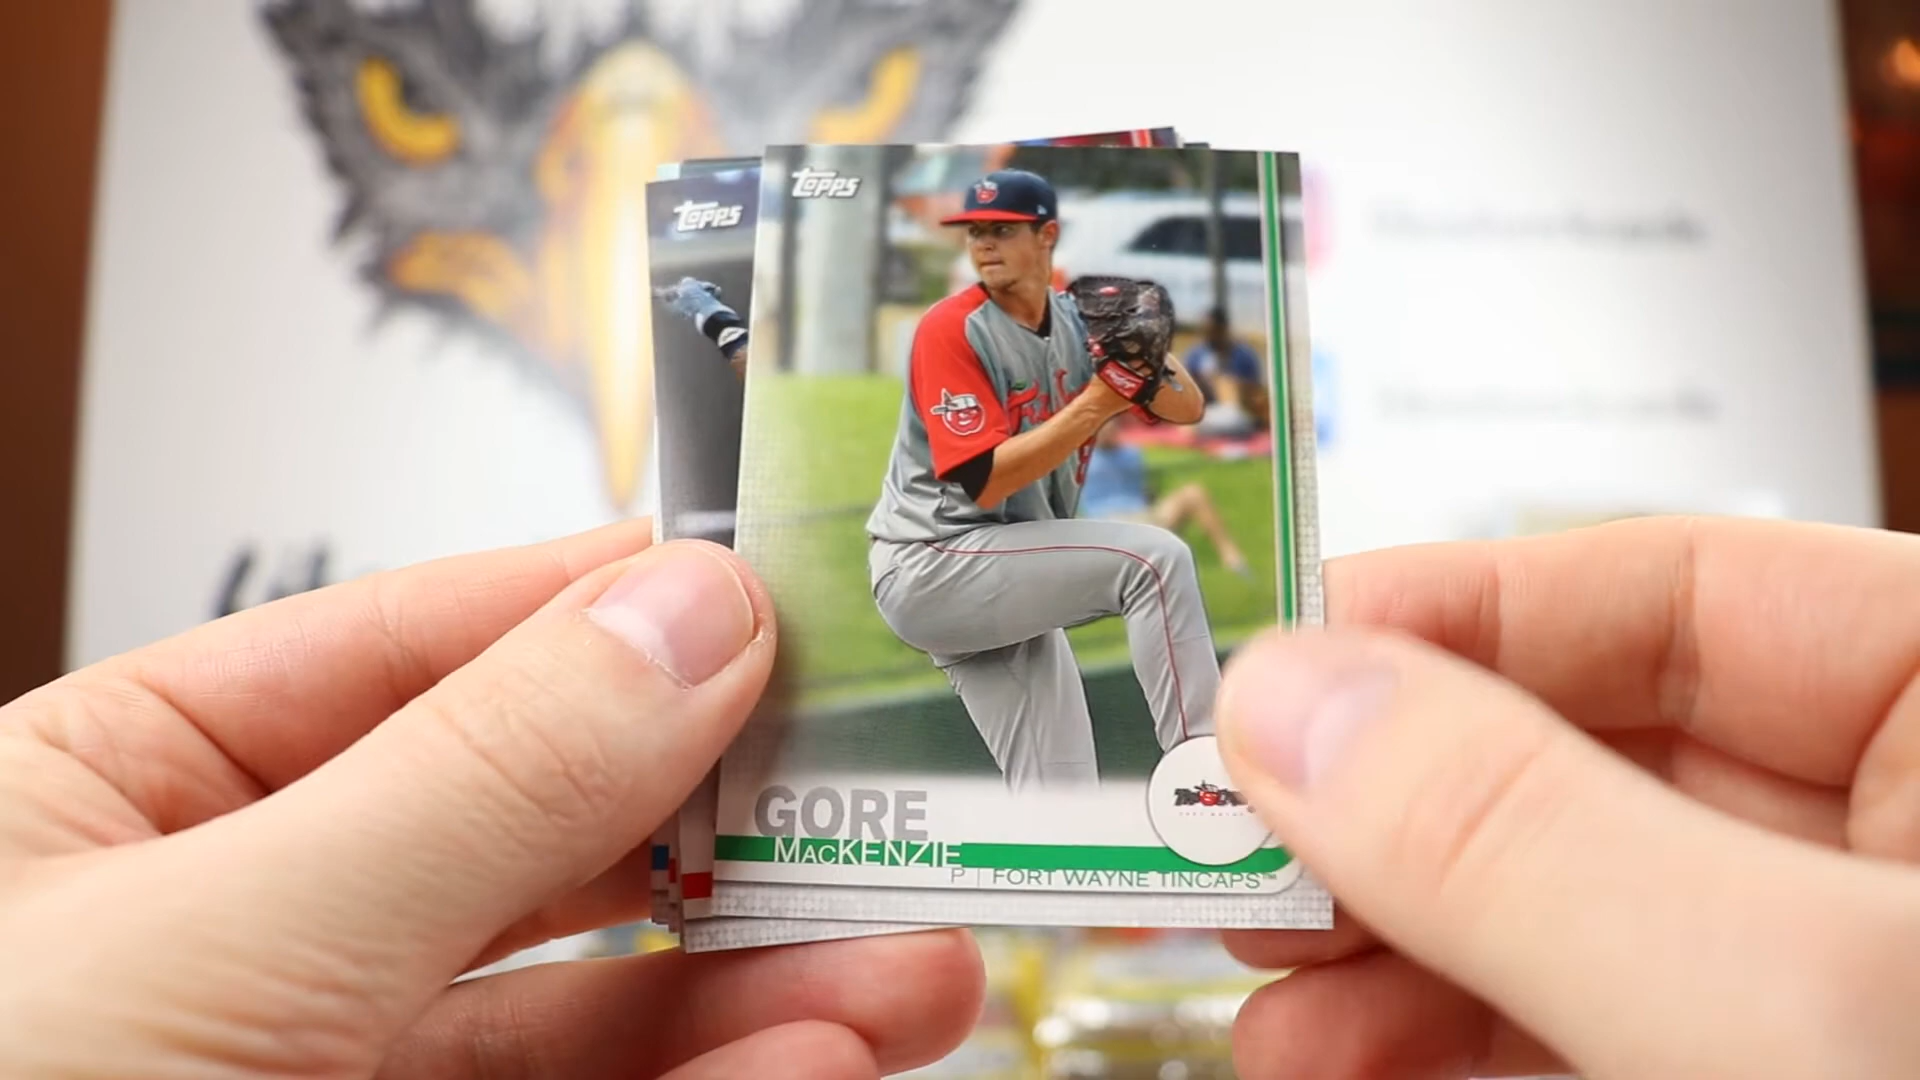 Topps
Topps
GORE
MACKENZIE
P | FORT WAYNE TINCAPS™